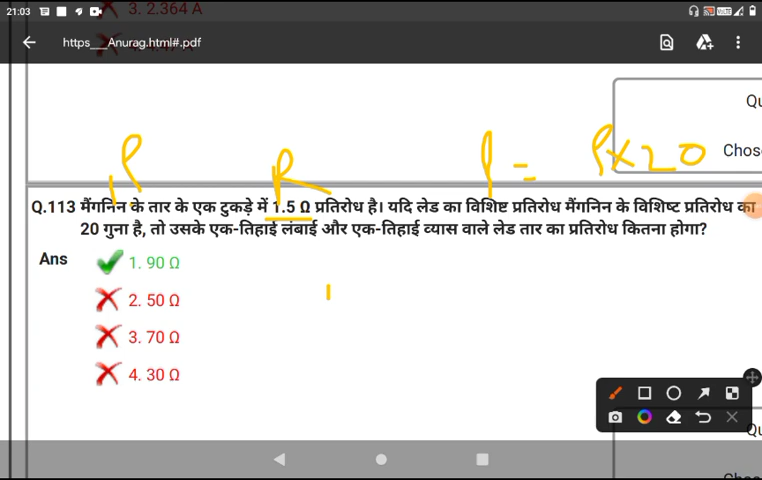 21:03
3. 2.364 A
https___Anurag.html#.pdf
Qu
ρ R ρ = ρ×20 Chos
Q.113 मैंगनिन के तार के एक टुकड़े में 1.5 Ω प्रतिरोध है। यदि लेड का विशिष्ट प्रतिरोध मैंगनिन के विशिष्ट प्रतिरोध का
20 गुना है, तो उसके एक-तिहाई लंबाई और एक-तिहाई व्यास वाले लेड तार का प्रतिरोध कितना होगा?
Ans
1. 90 Ω
2. 50 Ω
3. 70 Ω
4. 30 Ω
Qu